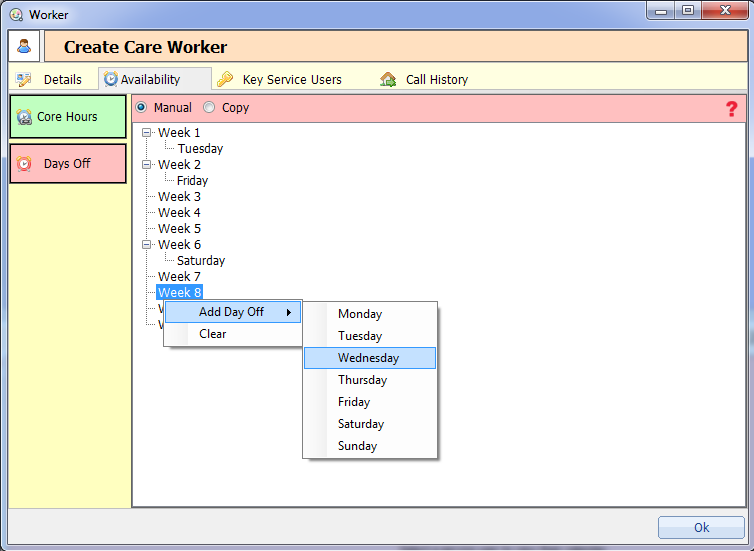 Worker
Create Care Worker
Details Availability Key Service Users Call History
Core Hours
Days Off
Manual Copy ?
Week 1
Tuesday
Week 2
Friday
Week 3
Week 4
Week 5
Week 6
Saturday
Week 7
Week 8
Add Day Off
Clear
Monday
Tuesday
Wednesday
Thursday
Friday
Saturday
Sunday
Ok